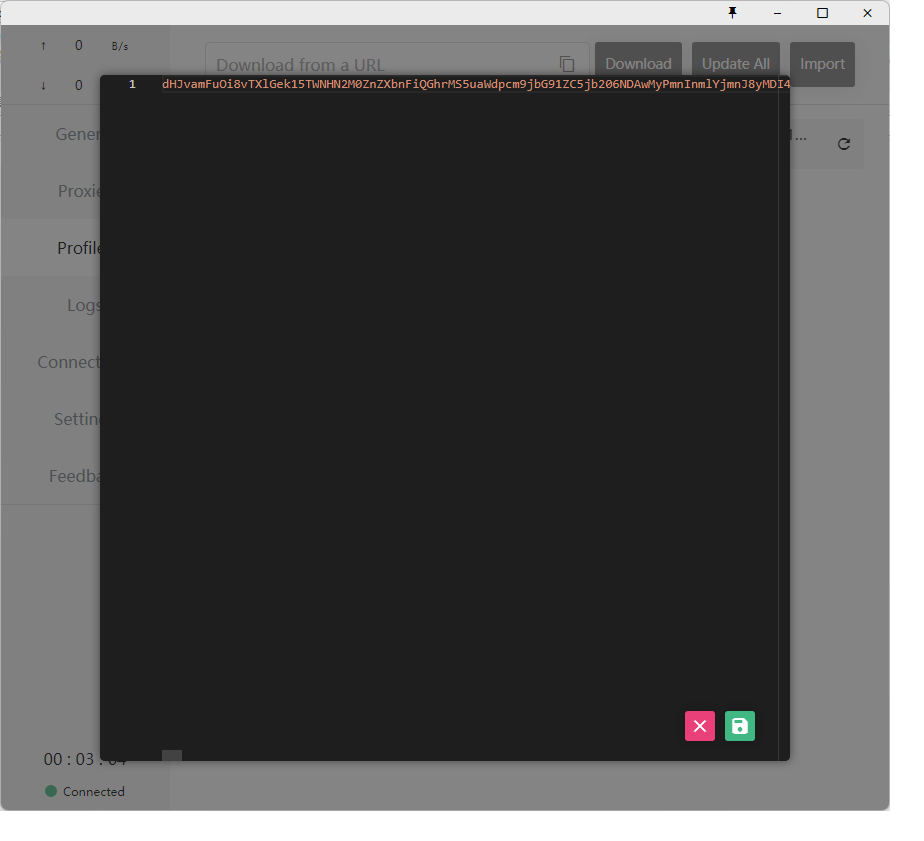 ↑ 0 B/s
Download from a URL
Download
Update All
Import
↓ 0
1 dHJvamFuOi8vTXlGek15TWNHN2M0ZnZXbnFiQGhrMS5uaWdpcm9jbG91ZC5jb206NDAwMyPmnInmlYjmnJ8yMDI4
Gener
Proxie
Profile
Logs
Connect
Setting
Feedba
00 : 03 :
Connected